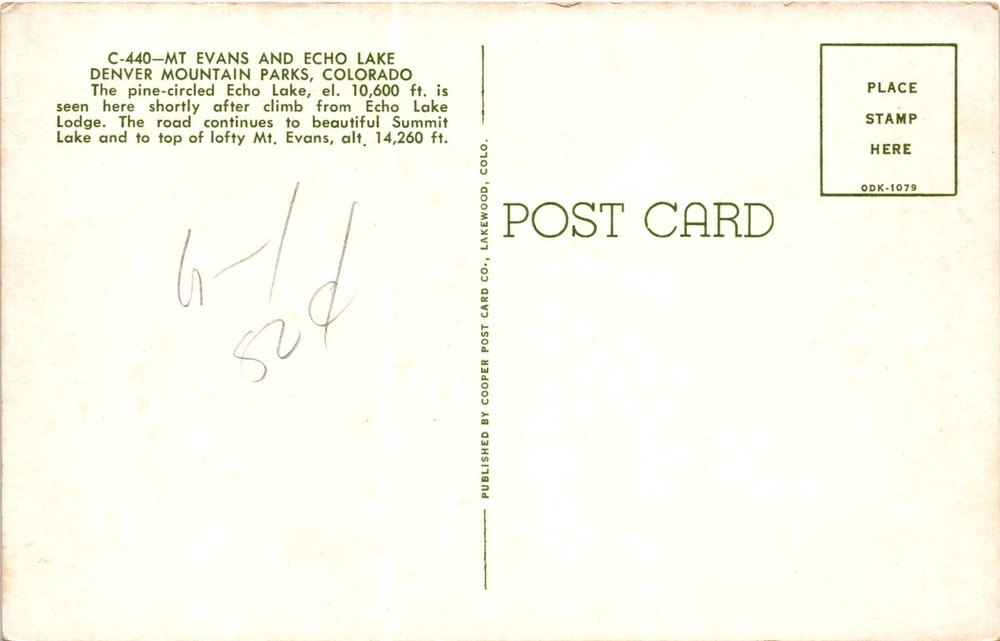 C-440—MT EVANS AND ECHO LAKE
DENVER MOUNTAIN PARKS, COLORADO
The pine-circled Echo Lake, el. 10,600 ft. is
seen here shortly after climb from Echo Lake
Lodge. The road continues to beautiful Summit
Lake and to top of lofty Mt. Evans, alt. 14,260 ft.
PUBLISHED BY COOPER POST CARD CO., LAKEWOOD, COLO.
POST CARD
PLACE
STAMP
HERE
ODK-1079